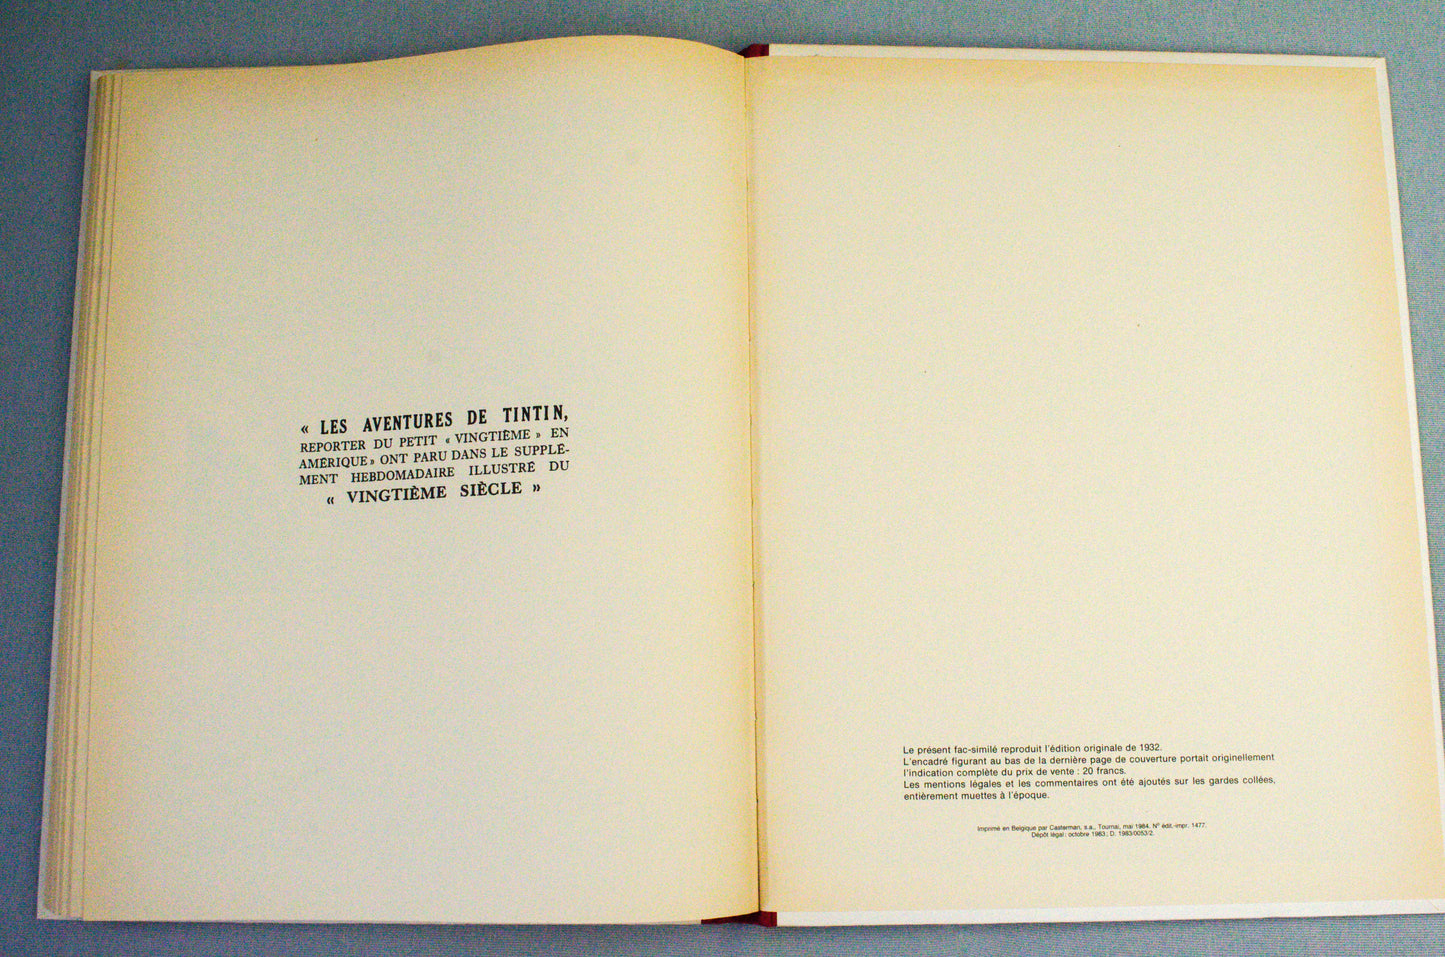 « LES AVENTURES DE TINTIN,
REPORTER DU PETIT « VINGTIÈME » EN
AMÉRIQUE» ONT PARU DANS LE SUPPLÉ-
MENT HEBDOMADAIRE ILLUSTRÉ DU
« VINGTIÈME SIÈCLE »
Le présent fac-similé reproduit l'édition originale de 1932.
L'encadré figurant au bas de la dernière page de couverture portait originellement
l'indication complète du prix de vente : 20 francs.
Les mentions légales et les commentaires ont été ajoutés sur les gardes collées,
entièrement muettes à l'époque.
Imprimé en Belgique par Casterman, s.a., Tournai, mai 1984. N° édit.-impr. 1477.
Dépôt légal : octobre 1983; D. 1983/0053/2.